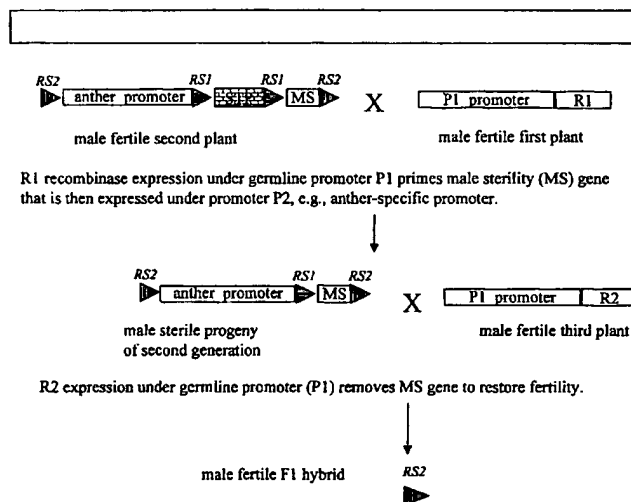 RS2 RS1 RS1 RS2
anther promoter STP MS X P1 promoter R1
male fertile second plant male fertile first plant
R1 recombinase expression under germline promoter P1 primes male sterility (MS) gene
that is then expressed under promoter P2, e.g., anther-specific promoter.
RS2 RS1 RS2
anther promoter MS X P1 promoter R2
male sterile progeny male fertile third plant
of second generation
R2 expression under germline promoter (P1) removes MS gene to restore fertility.
male fertile F1 hybrid RS2